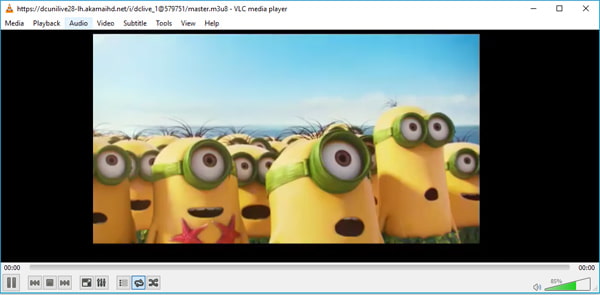 https://dcunilive28-lh.akamaihd.net/i/dclive_1@579751/master.m3u8 - VLC media player
Media Playback Audio Video Subtitle Tools View Help
00:00 00:00
85%